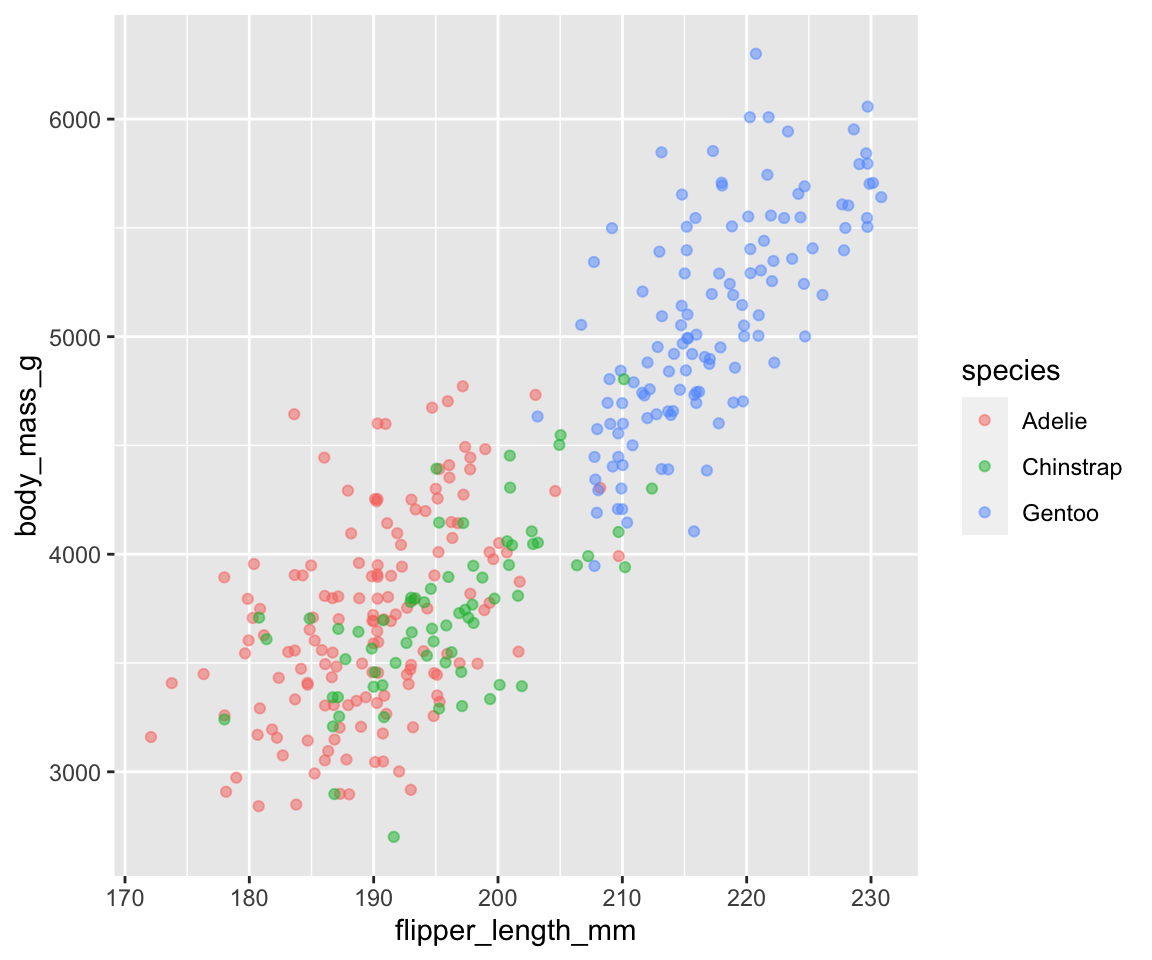 6000
5000
4000
3000
body_mass_g
170 180 190 200 210 220 230
flipper_length_mm
species
Adelie
Chinstrap
Gentoo